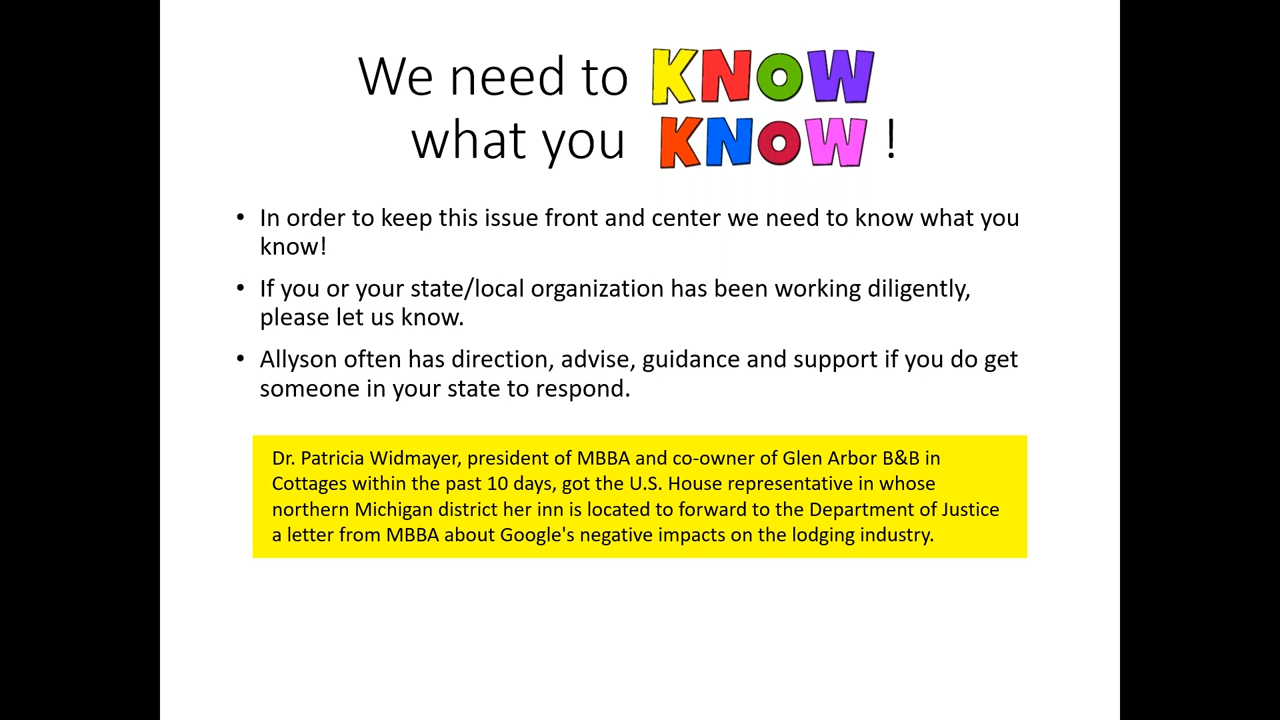 We need to KNOW
what you KNOW !
• In order to keep this issue front and center we need to know what you
know!
• If you or your state/local organization has been working diligently,
please let us know.
• Allyson often has direction, advise, guidance and support if you do get
someone in your state to respond.
Dr. Patricia Widmayer, president of MBBA and co-owner of Glen Arbor B&B in
Cottages within the past 10 days, got the U.S. House representative in whose
northern Michigan district her inn is located to forward to the Department of Justice
a letter from MBBA about Google's negative impacts on the lodging industry.